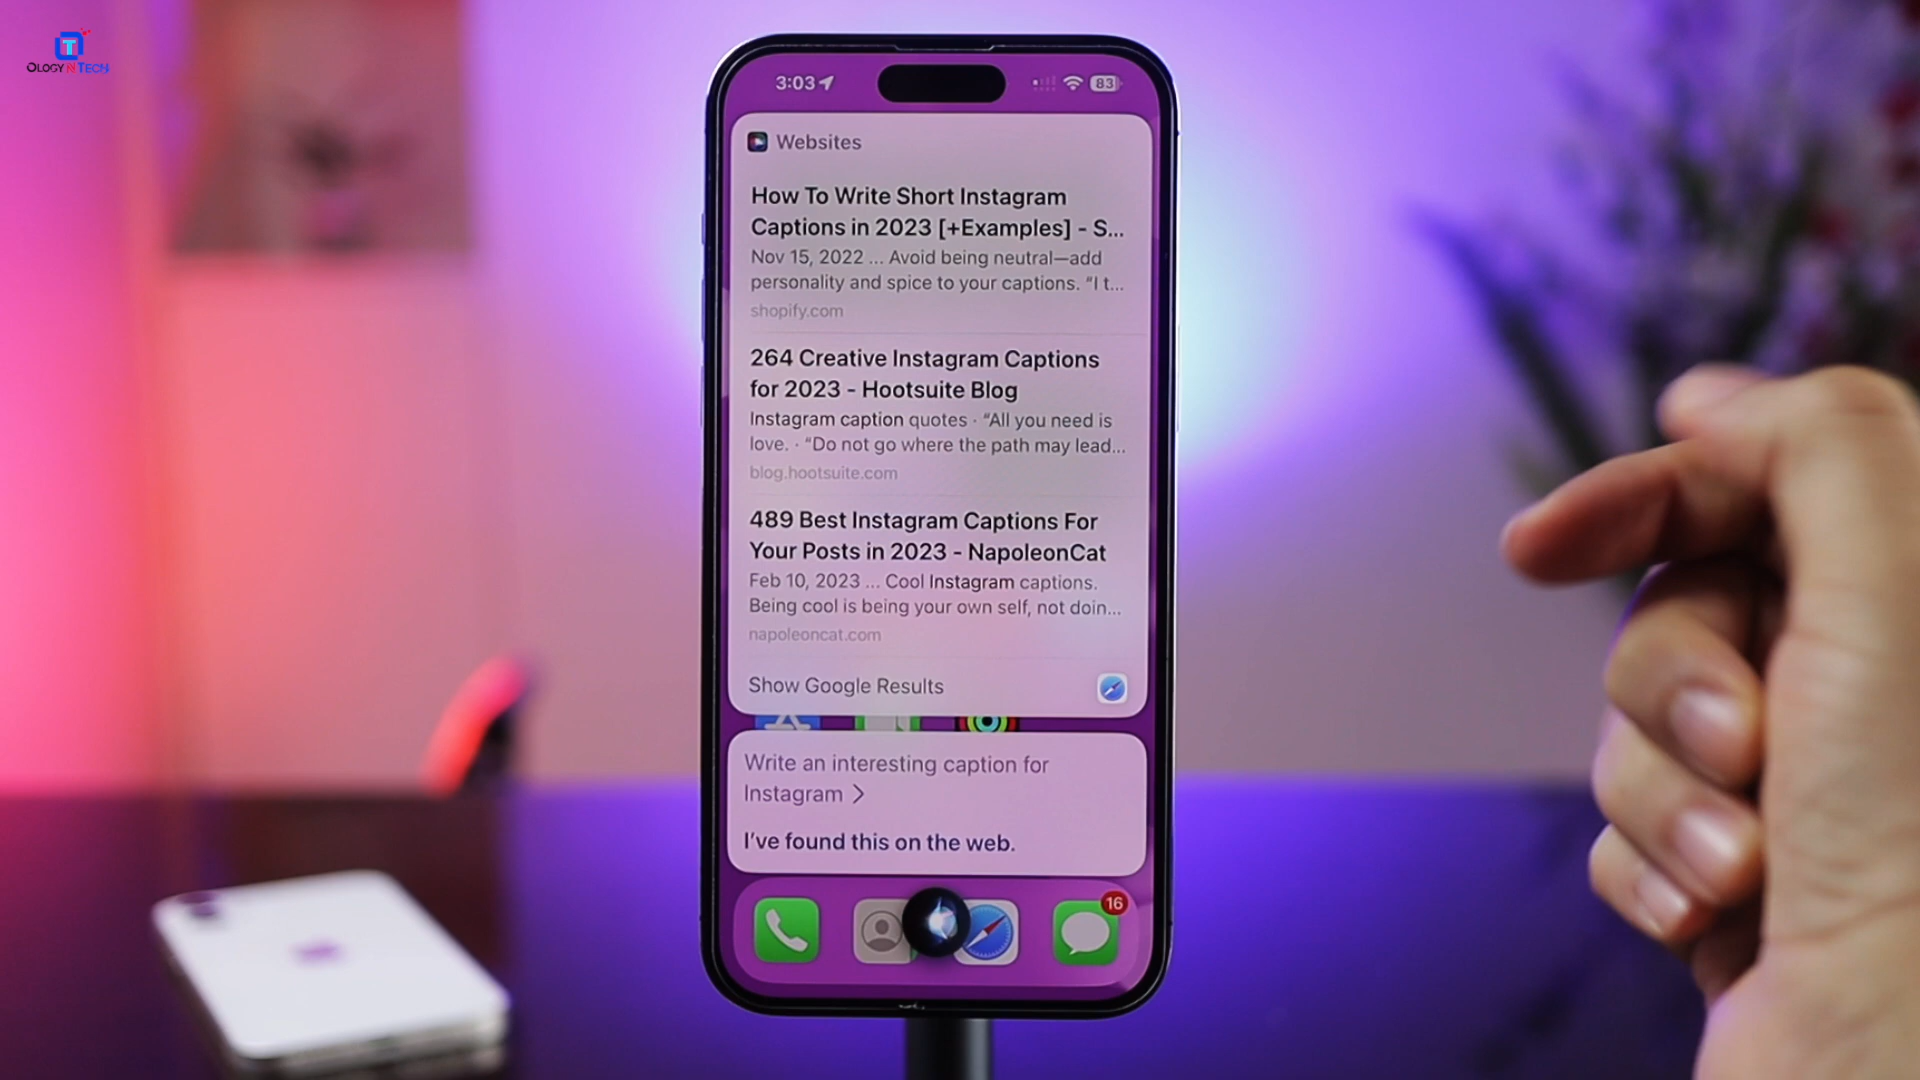 T
OLOGY N TECH
3:03
83
Websites
How To Write Short Instagram
Captions in 2023 [+Examples] - S...
Nov 15, 2022 ... Avoid being neutral—add
personality and spice to your captions. “I t...
shopify.com
264 Creative Instagram Captions
for 2023 - Hootsuite Blog
Instagram caption quotes · “All you need is
love. · “Do not go where the path may lead...
blog.hootsuite.com
489 Best Instagram Captions For
Your Posts in 2023 - NapoleonCat
Feb 10, 2023 ... Cool Instagram captions.
Being cool is being your own self, not doin...
napoleoncat.com
Show Google Results
Write an interesting caption for
Instagram >
I’ve found this on the web.
16